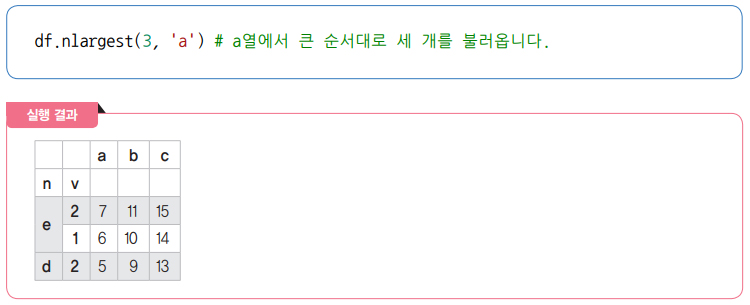 df.nlargest(3, 'a') # a열에서 큰 순서대로 세 개를 불러옵니다.
실행 결과
a b c
n v
e 2 7 11 15
1 6 10 14
d 2 5 9 13